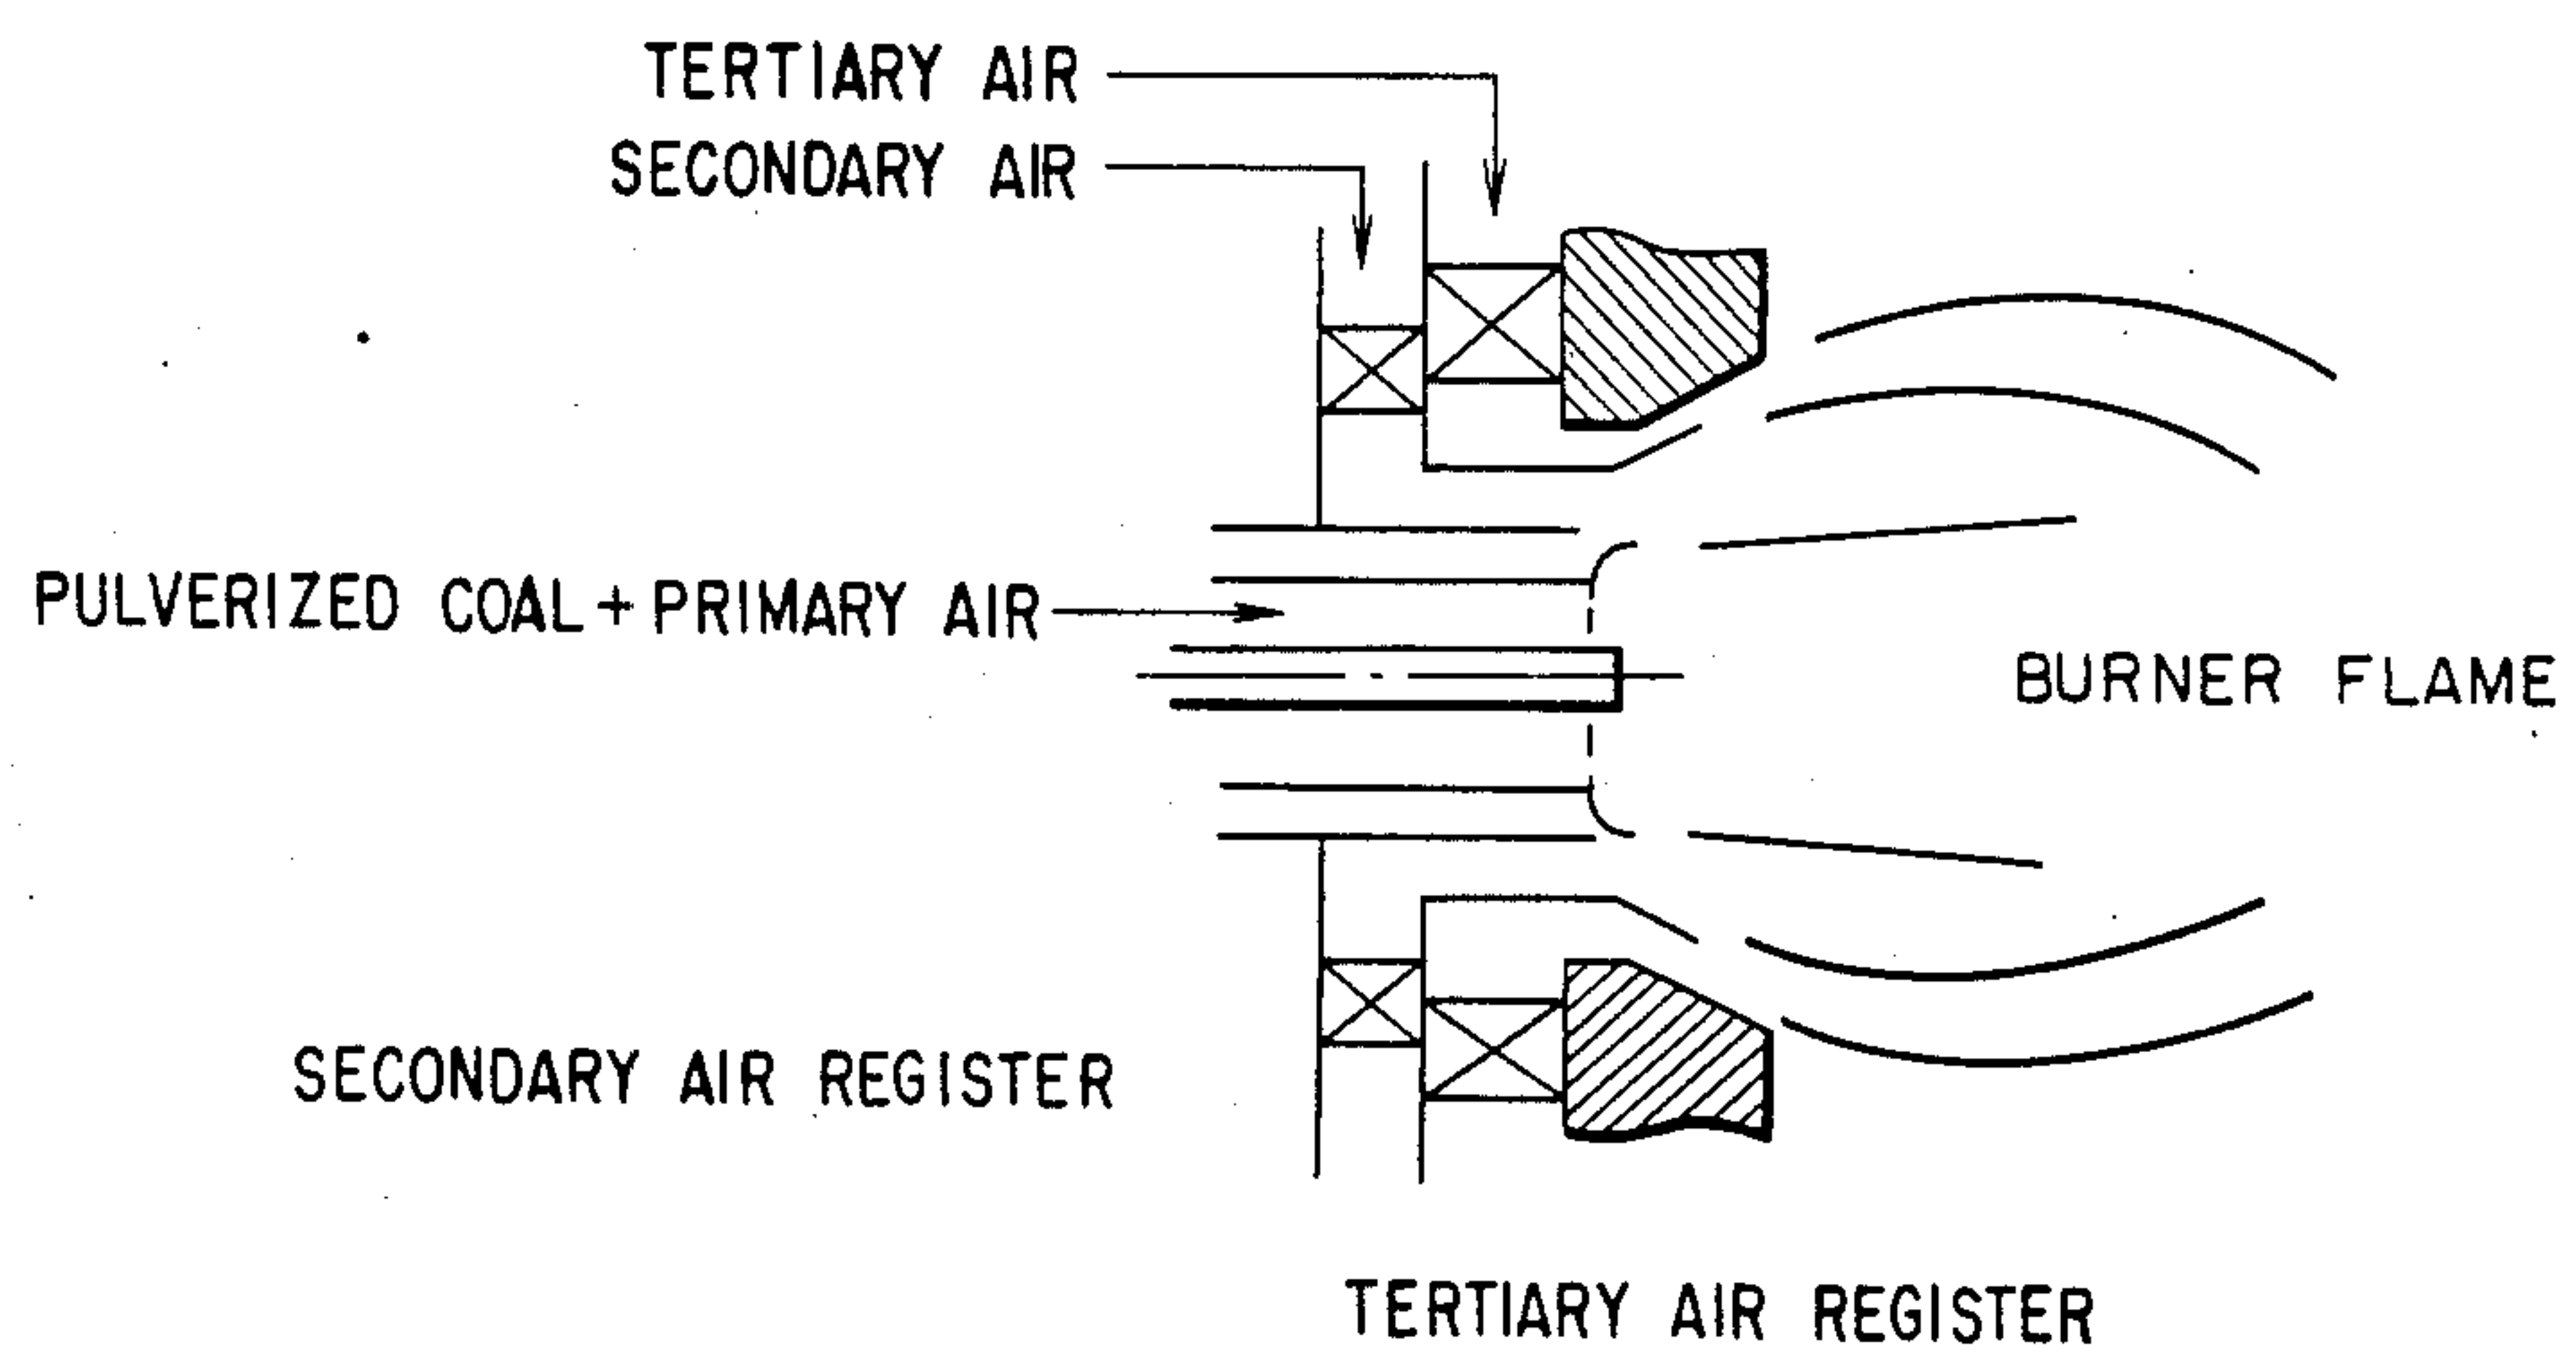 TERTIARY AIR
SECONDARY AIR
PULVERIZED COAL + PRIMARY AIR
BURNER FLAME
SECONDARY AIR REGISTER
TERTIARY AIR REGISTER